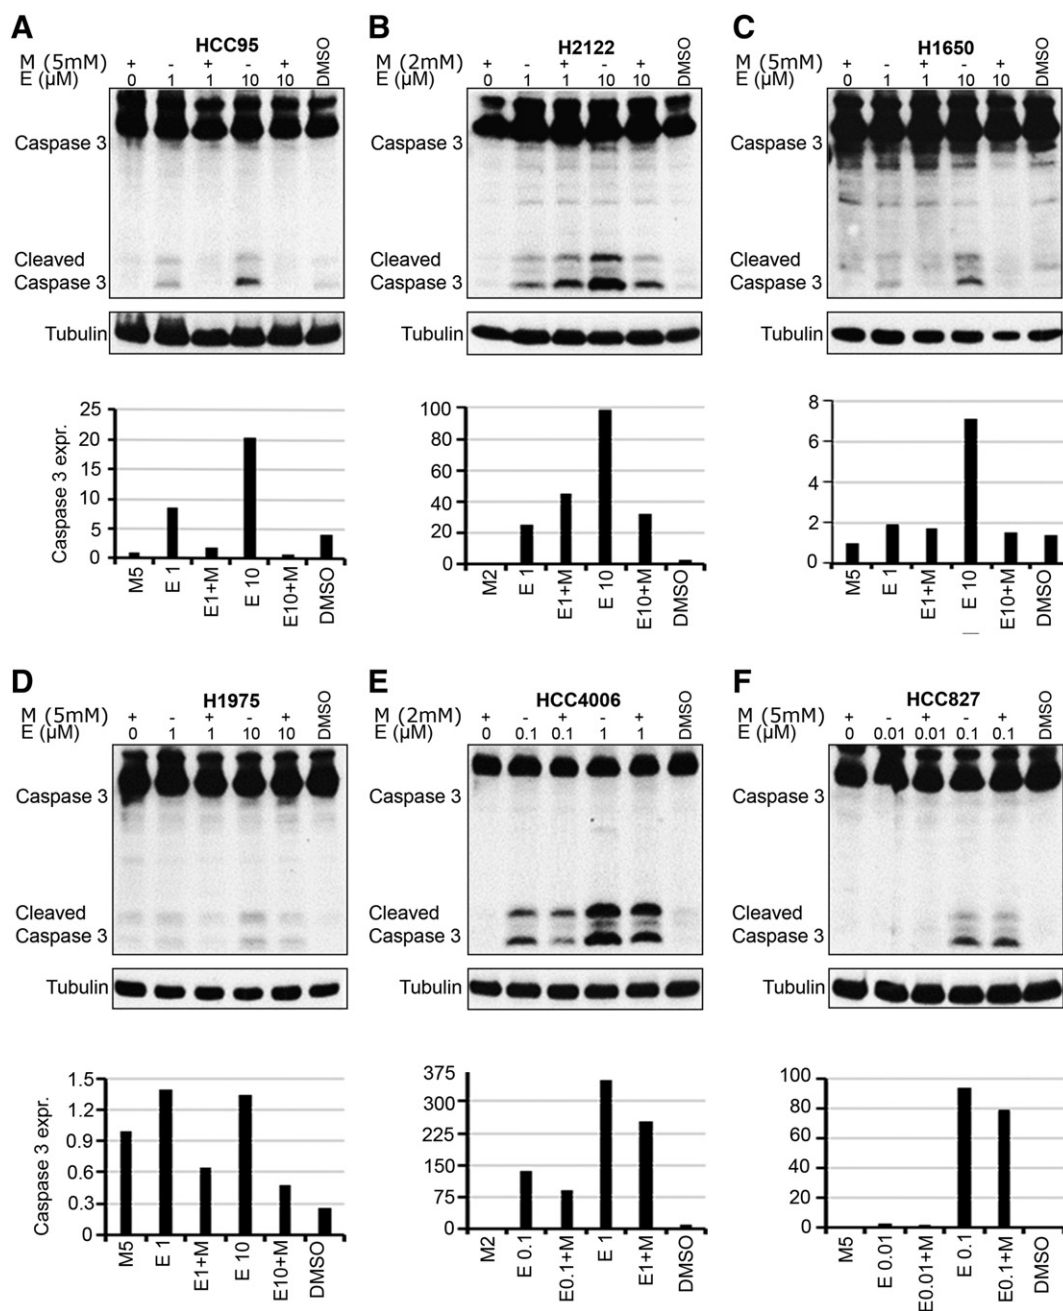 A HCC95
M (5mM) + - + - + DMSO
E (µM) 0 1 1 10 10
Caspase 3
Cleaved
Caspase 3
Tubulin
Caspase 3 expr.
25
20
15
10
5
0
M5 E 1 E1+M E 10 E10+M DMSO
B H2122
M (2mM) + - + - + DMSO
E (µM) 0 1 1 10 10
Caspase 3
Cleaved
Caspase 3
Tubulin
100
80
60
40
20
0
M2 E 1 E1+M E 10 E10+M DMSO
C H1650
M (5mM) + - + - + DMSO
E (µM) 0 1 1 10 10
Caspase 3
Cleaved
Caspase 3
Tubulin
8
6
4
2
0
M5 E 1 E1+M E 10 E10+M DMSO
D H1975
M (5mM) + - + - + DMSO
E (µM) 0 1 1 10 10
Caspase 3
Cleaved
Caspase 3
Tubulin
Caspase 3 expr.
1.5
1.2
0.9
0.6
0.3
0
M5 E 1 E1+M E 10 E10+M DMSO
E HCC4006
M (2mM) + - + - + DMSO
E (µM) 0 0.1 0.1 1 1
Caspase 3
Cleaved
Caspase 3
Tubulin
375
300
225
150
75
0
M2 E 0.1 E0.1+M E 1 E1+M DMSO
F HCC827
M (5mM) + - + - + DMSO
E (µM) 0 0.01 0.01 0.1 0.1
Caspase 3
Cleaved
Caspase 3
Tubulin
100
80
60
40
20
0
M5 E 0.01 E0.01+M E 0.1 E0.1+M DMSO